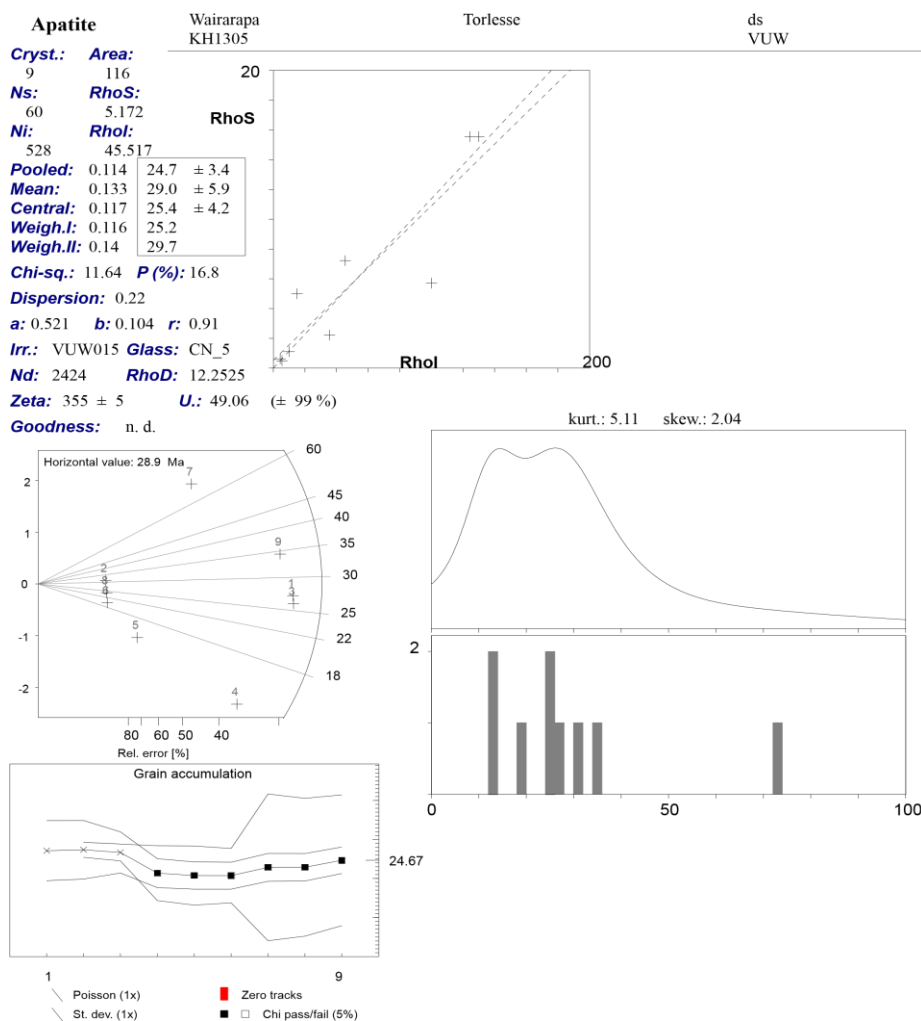 Apatite
Wairarapa Torlesse ds
KH1305 VUW
Cryst.: Area:
9 116
Ns: RhoS:
60 5.172
Ni: RhoI:
528 45.517
Pooled: 0.114 24.7 ± 3.4
Mean: 0.133 29.0 ± 5.9
Central: 0.117 25.4 ± 4.2
Weigh.I: 0.116 25.2
Weigh.II: 0.14 29.7
Chi-sq.: 11.64 P (%): 16.8
Dispersion: 0.22
a: 0.521 b: 0.104 r: 0.91
Irr.: VUW015 Glass: CN_5
Nd: 2424 RhoD: 12.2525
Zeta: 355 ± 5 U.: 49.06 (± 99 %)
Goodness: n. d.
20
RhoS
RhoI
200
kurt.: 5.11 skew.: 2.04
Horizontal value: 28.9 Ma
2
1
0
-1
-2
7
9
2
1
3
6
5
4
60
45
40
35
30
25
22
18
80 60 50 40
Rel. error [%]
2
0 50 100
Grain accumulation
24.67
1 9
Poisson (1x) Zero tracks
St. dev. (1x) Chi pass/fail (5%)